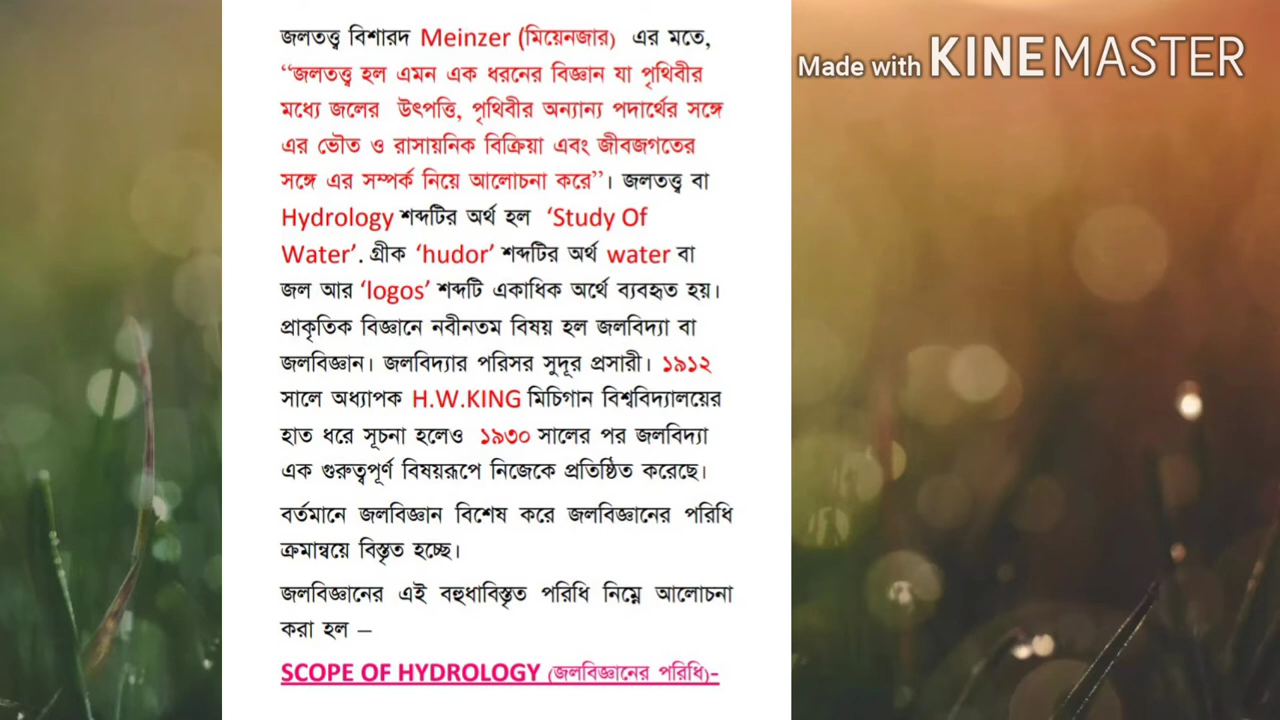 জলতত্ত্ব বিশারদ Meinzer (মিয়েনজার) এর মতে,
“জলতত্ত্ব হল এমন এক ধরনের বিজ্ঞান যা পৃথিবীর
মধ্যে জলের উৎপত্তি, পৃথিবীর অন্যান্য পদার্থের সঙ্গে
এর ভৌত ও রাসায়নিক বিক্রিয়া এবং জীবজগতের
সঙ্গে এর সম্পর্ক নিয়ে আলোচনা করে”। জলতত্ত্ব বা
Hydrology শব্দটির অর্থ হল ‘Study Of
Water’. গ্রীক ‘hudor’ শব্দটির অর্থ water বা
জল আর ‘logos’ শব্দটি একাধিক অর্থে ব্যবহৃত হয়।
প্রাকৃতিক বিজ্ঞানে নবীনতম বিষয় হল জলবিদ্যা বা
জলবিজ্ঞান। জলবিদ্যার পরিসর সুদূর প্রসারী। ১৯১২
সালে অধ্যাপক H.W.KING মিচিগান বিশ্ববিদ্যালয়ের
হাত ধরে সূচনা হলেও ১৯৩০ সালের পর জলবিদ্যা
এক গুরুত্বপূর্ণ বিষয়রূপে নিজেকে প্রতিষ্ঠিত করেছে।
বর্তমানে জলবিজ্ঞান বিশেষ করে জলবিজ্ঞানের পরিধি
ক্রমান্বয়ে বিস্তৃত হচ্ছে।
জলবিজ্ঞানের এই বহুধাবিস্তৃত পরিধি নিম্নে আলোচনা
করা হল –
SCOPE OF HYDROLOGY (জলবিজ্ঞানের পরিধি)-
Made with KINEMASTER